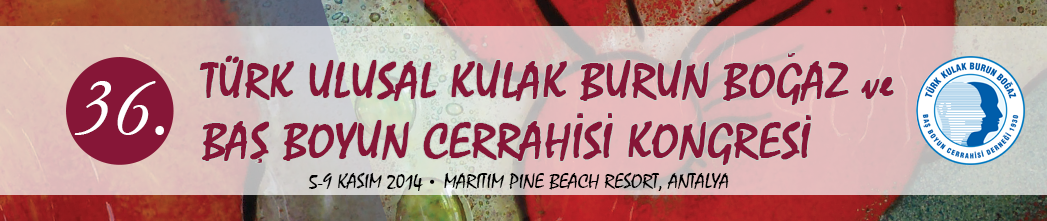 36.
TÜRK ULUSAL KULAK BURUN BOĞAZ ve
BAŞ BOYUN CERRAHİSİ KONGRESİ
5-9 KASIM 2014 • MARITIM PINE BEACH RESORT, ANTALYA
TÜRK KULAK BURUN BOĞAZ
BAŞ BOYUN CERRAHİSİ DERNEĞİ 1930